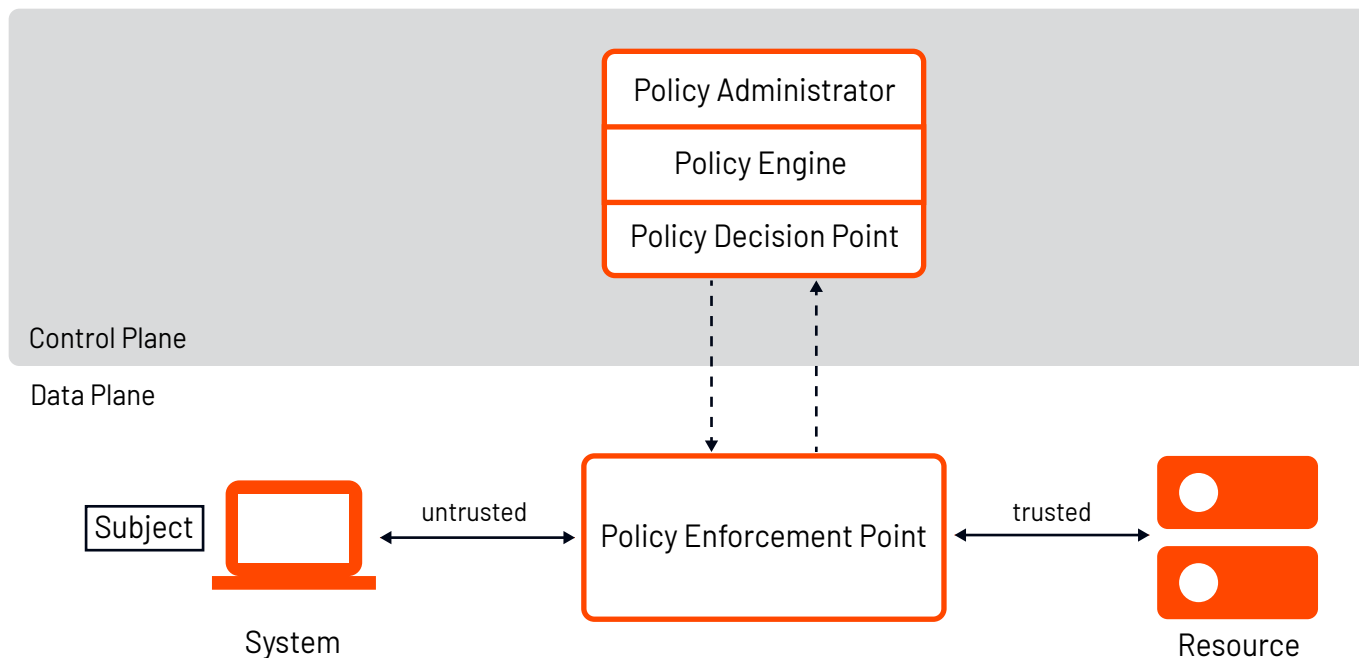 Policy Administrator
Policy Engine
Policy Decision Point
Control Plane
Data Plane
Subject
untrusted
Policy Enforcement Point
trusted
System
Resource